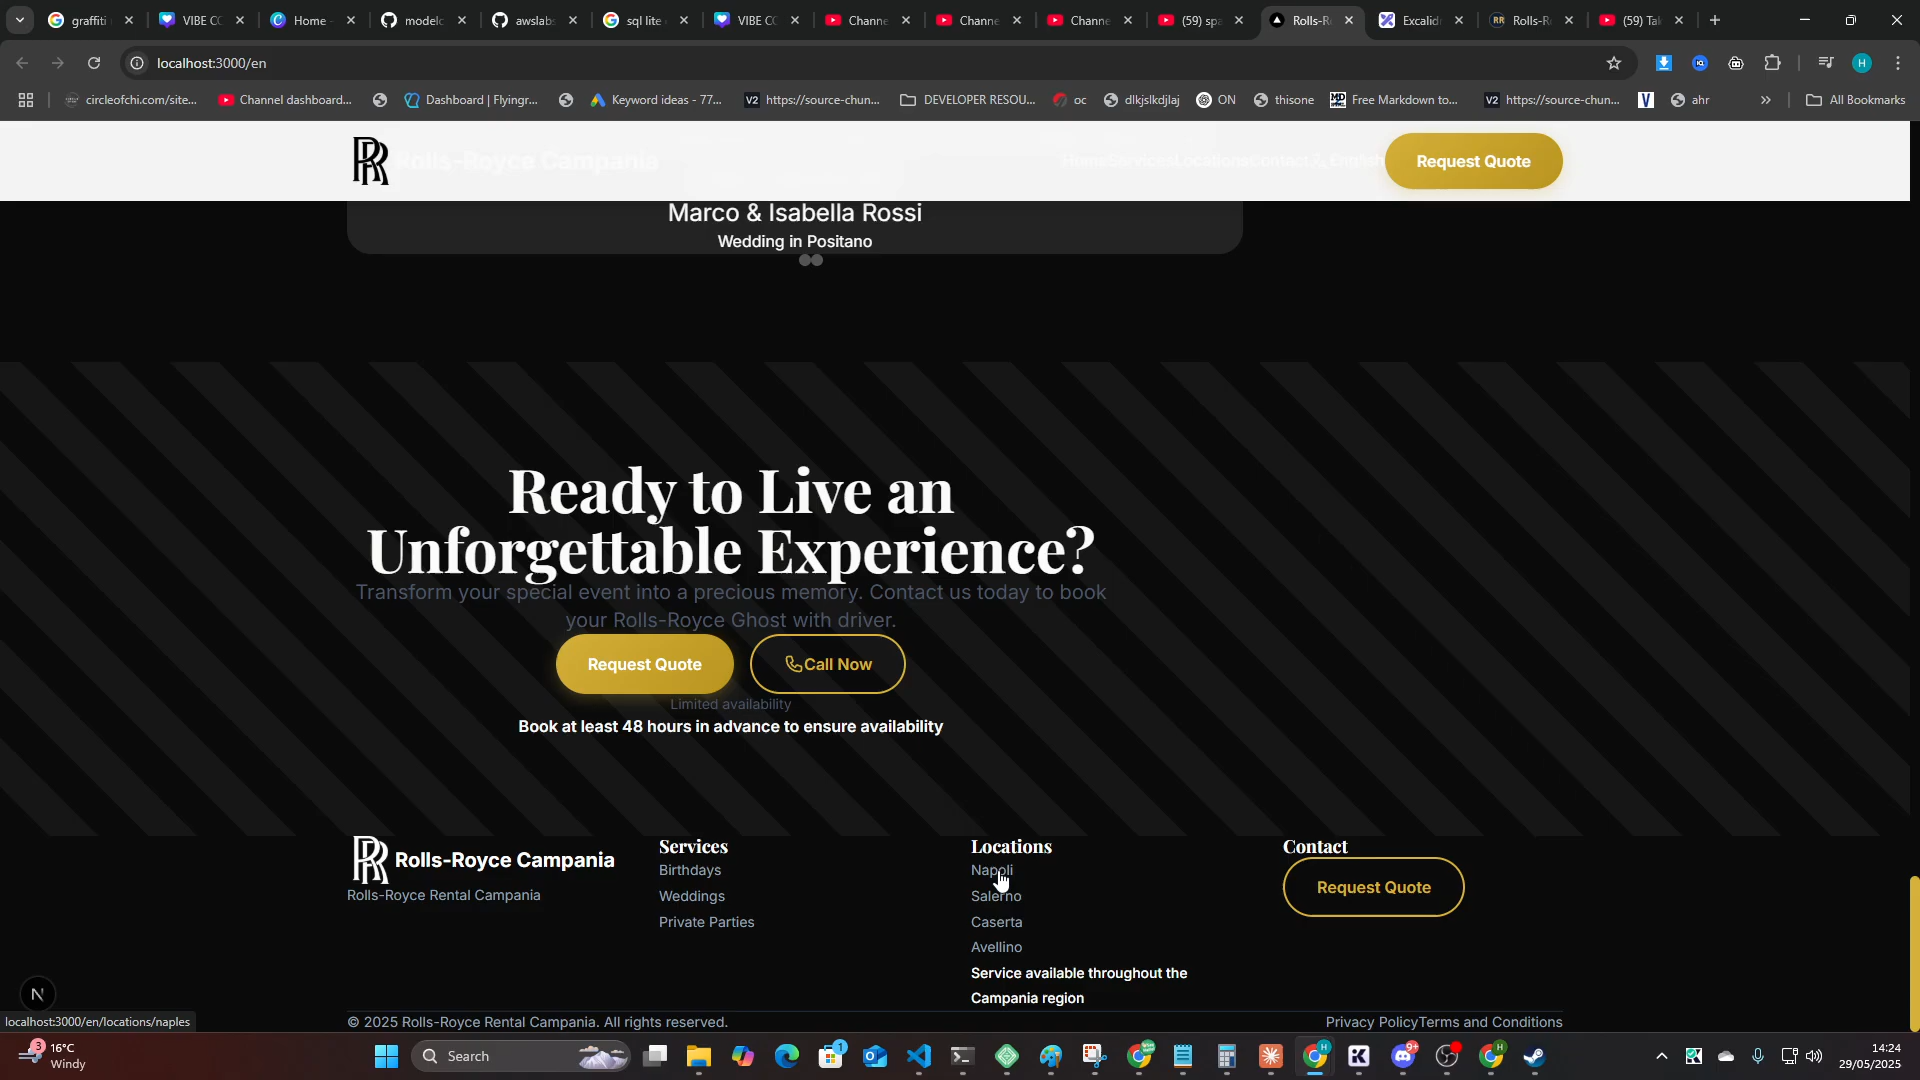 graffiti
VIBE CC
Home -
modelc
awslab
sql lite
VIBE CC
Channe
Channe
Channe
(59) spa
Rolls-R
Excalid
Rolls-R
(59) Tal
localhost:3000/en
circleofchi.com/site...
Channel dashboard...
Dashboard | Flyingr...
Keyword ideas - 77...
https://source-chun...
DEVELOPER RESOU...
oc
dlkjslkdjlaj
ON
thisone
Free Markdown to...
https://source-chun...
ahr
All Bookmarks
Rolls-Royce Campania
Home Services Locations Contact English
Request Quote
Marco & Isabella Rossi
Wedding in Positano
Ready to Live an
Unforgettable Experience?
Transform your special event into a precious memory. Contact us today to book
your Rolls-Royce Ghost with driver.
Request Quote
Call Now
Limited availability
Book at least 48 hours in advance to ensure availability
Rolls-Royce Campania
Rolls-Royce Rental Campania
Services
Birthdays
Weddings
Private Parties
Locations
Napoli
Salerno
Caserta
Avellino
Service available throughout the
Campania region
Contact
Request Quote
localhost:3000/en/locations/naples
© 2025 Rolls-Royce Rental Campania. All rights reserved.
Privacy PolicyTerms and Conditions
3
16°C
Windy
Search
14:24
29/05/2025